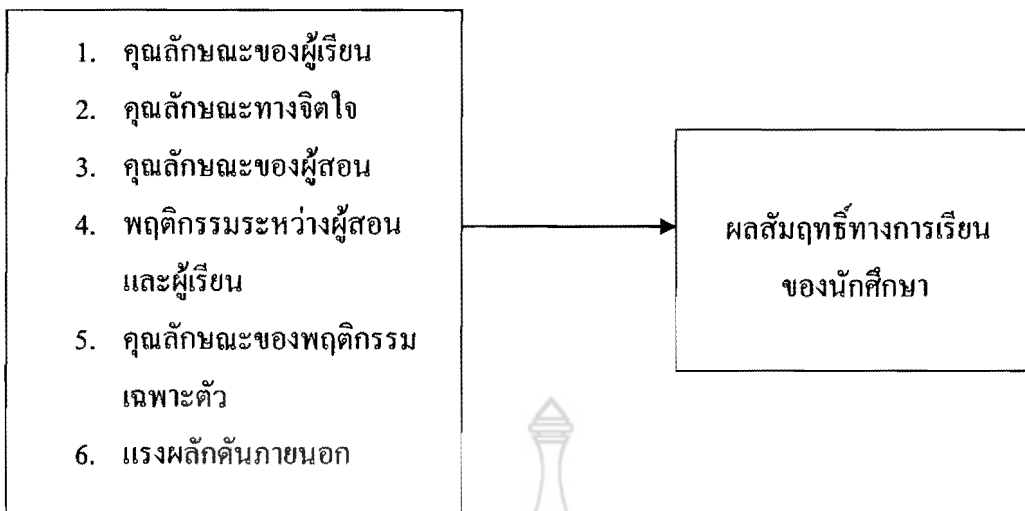 1. คุณลักษณะของผู้เรียน
2. คุณลักษณะทางจิตใจ
3. คุณลักษณะของผู้สอน
4. พฤติกรรมระหว่างผู้สอน
และผู้เรียน
5. คุณลักษณะของพฤติกรรม
เฉพาะตัว
6. แรงผลักดันภายนอก
ผลสัมฤทธิ์ทางการเรียน
ของนักศึกษา